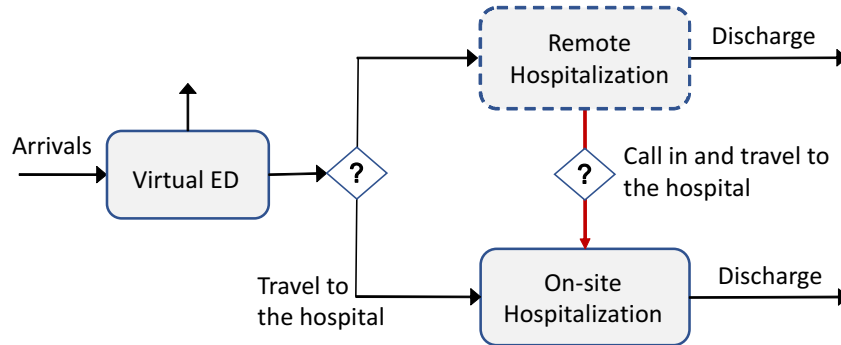 Arrivals
Virtual ED
?
Remote
Hospitalization
Discharge
?
Call in and travel to
the hospital
Travel to
the hospital
On-site
Hospitalization
Discharge